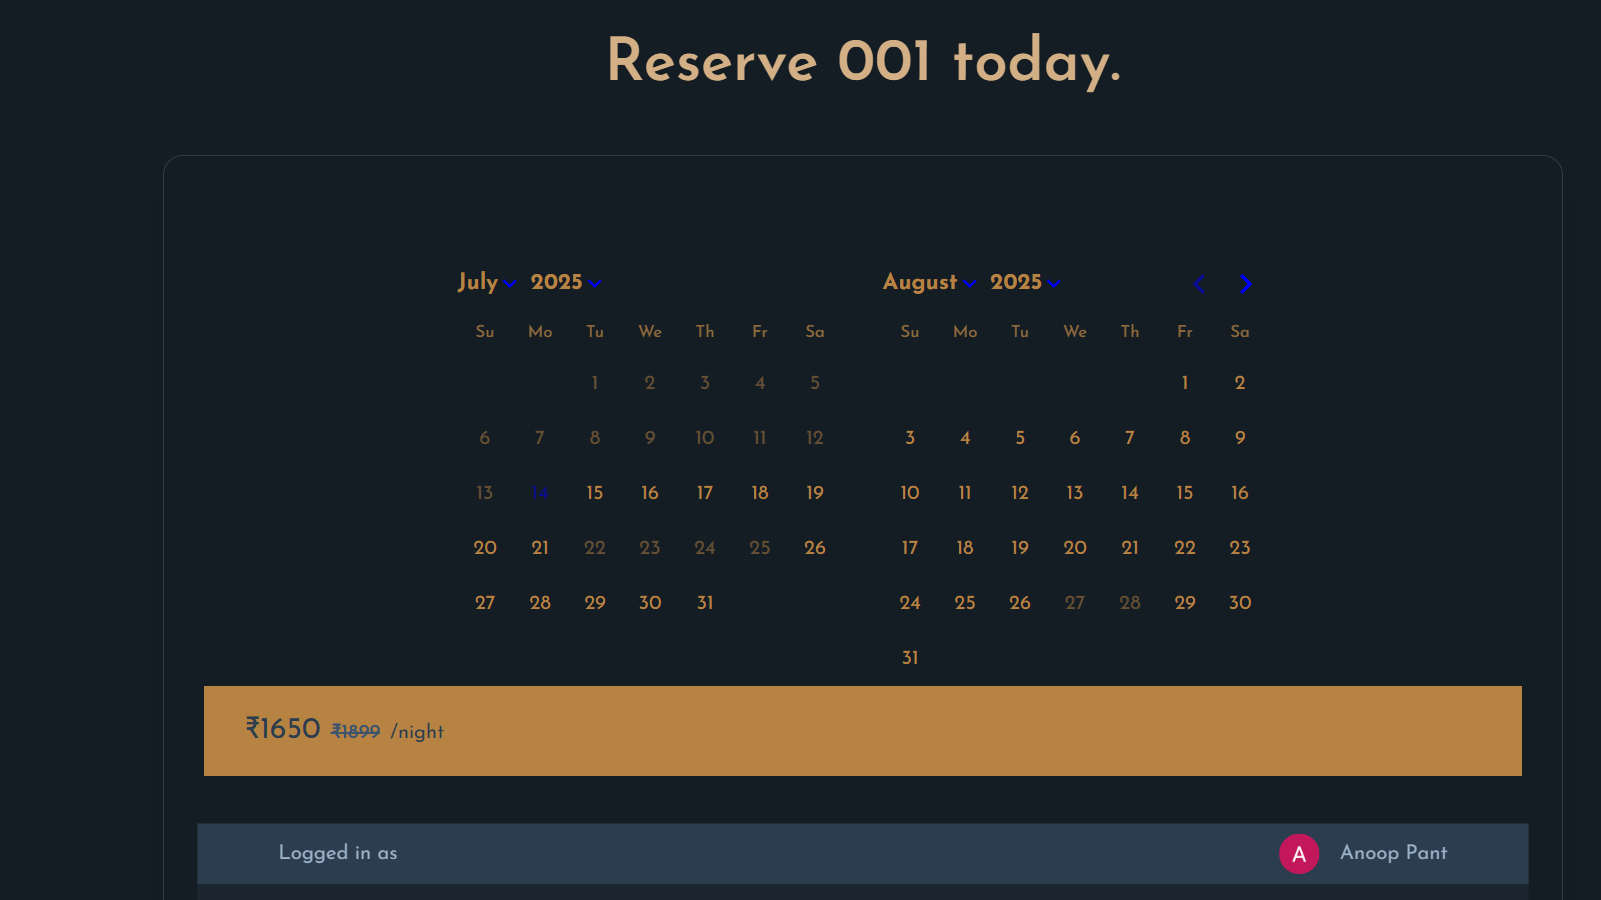 Reserve 001 today.
July 2025 August 2025
Su Mo Tu We Th Fr Sa Su Mo Tu We Th Fr Sa
1 2 3 4 5 1 2
6 7 8 9 10 11 12 3 4 5 6 7 8 9
13 14 15 16 17 18 19 10 11 12 13 14 15 16
20 21 22 23 24 25 26 17 18 19 20 21 22 23
27 28 29 30 31 24 25 26 27 28 29 30
31
₹1650 ₹1899 /night
Logged in as A Anoop Pant